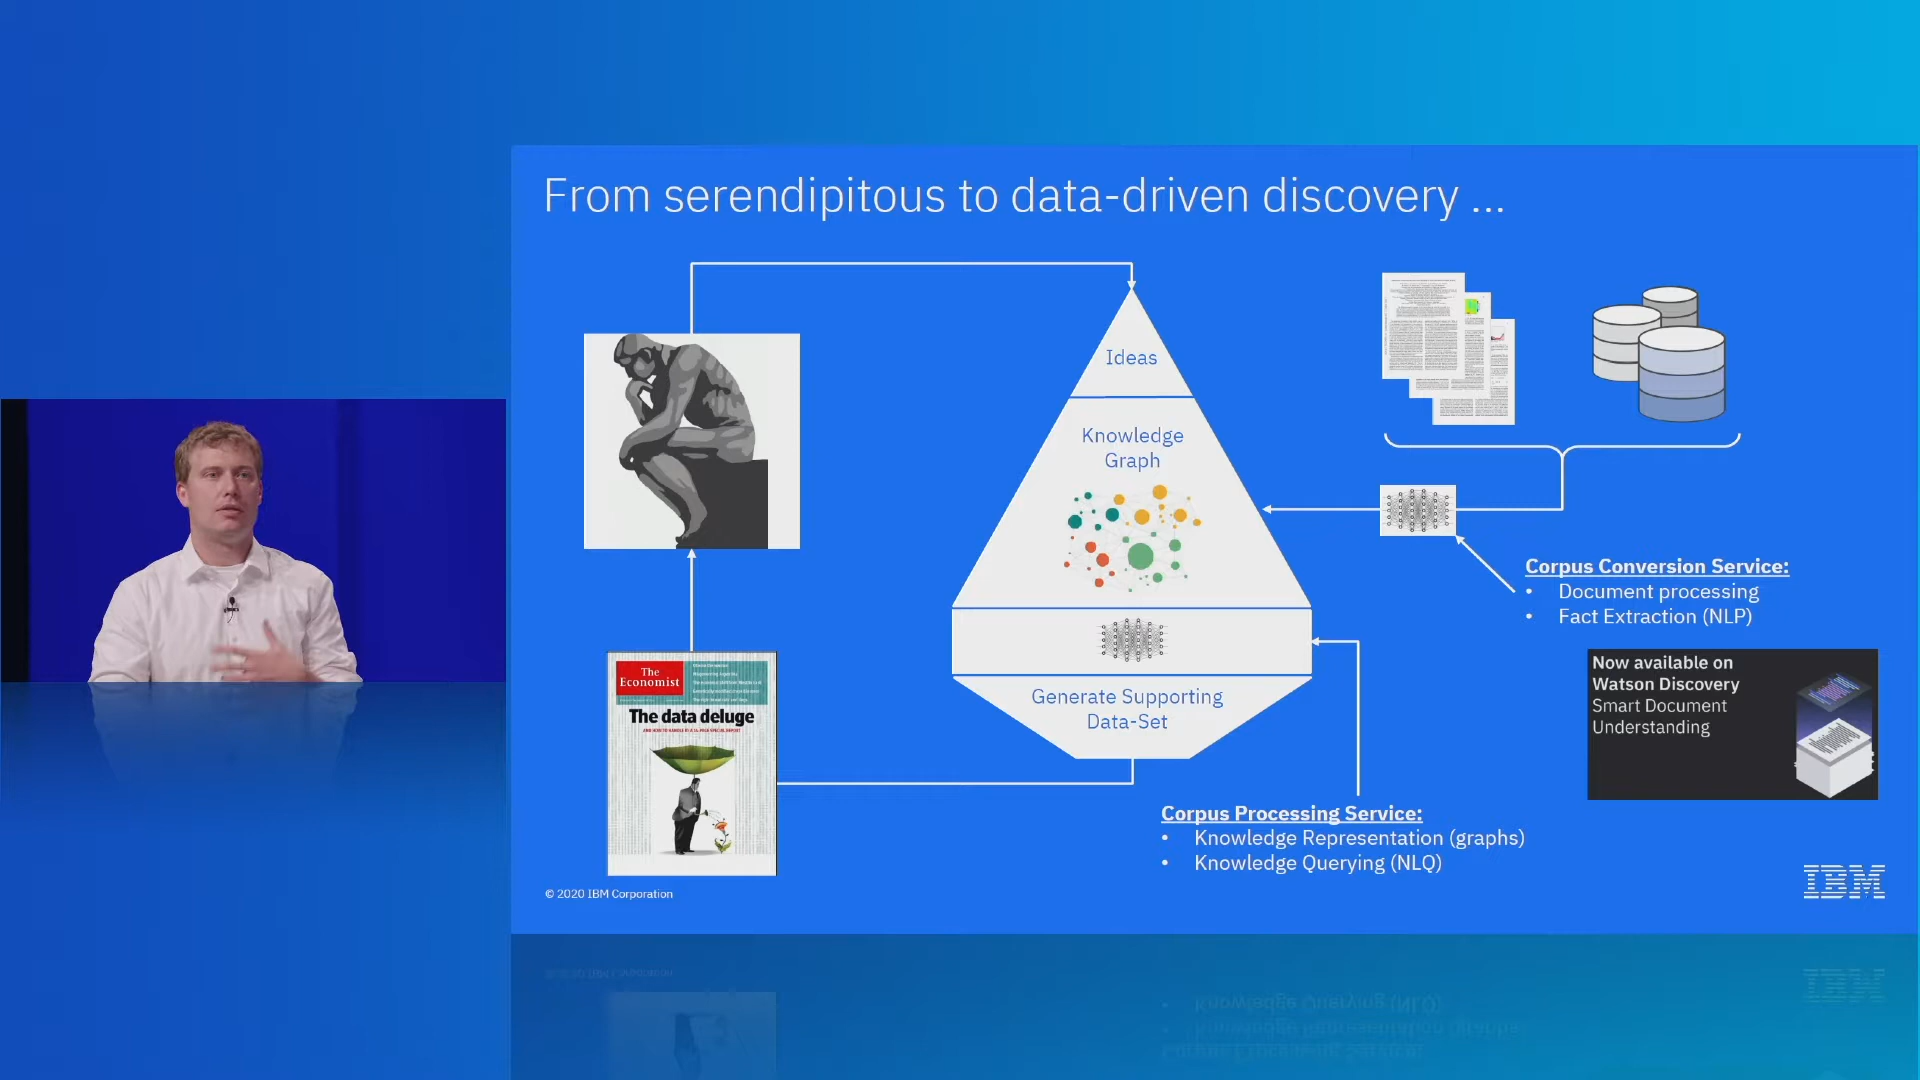 From serendipitous to data-driven discovery ...
Ideas
Knowledge
Graph
Generate Supporting
Data-Set
The
Economist
The data deluge
Corpus Conversion Service:
• Document processing
• Fact Extraction (NLP)
Now available on
Watson Discovery
Smart Document
Understanding
Corpus Processing Service:
• Knowledge Representation (graphs)
• Knowledge Querying (NLQ)
© 2020 IBM Corporation
IBM